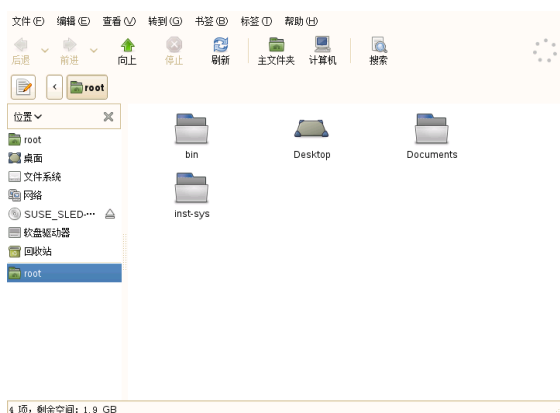 文件(F) 编辑(E) 查看(V) 转到(G) 书签(B) 标签(T) 帮助(H)
后退 前进 向上 停止 刷新 主文件夹 计算机 搜索
root
位置
root
桌面
文件系统
网络
SUSE_SLED-…
软盘驱动器
回收站
root
bin Desktop Documents
inst-sys
4 项，剩余空间：1.9 GB